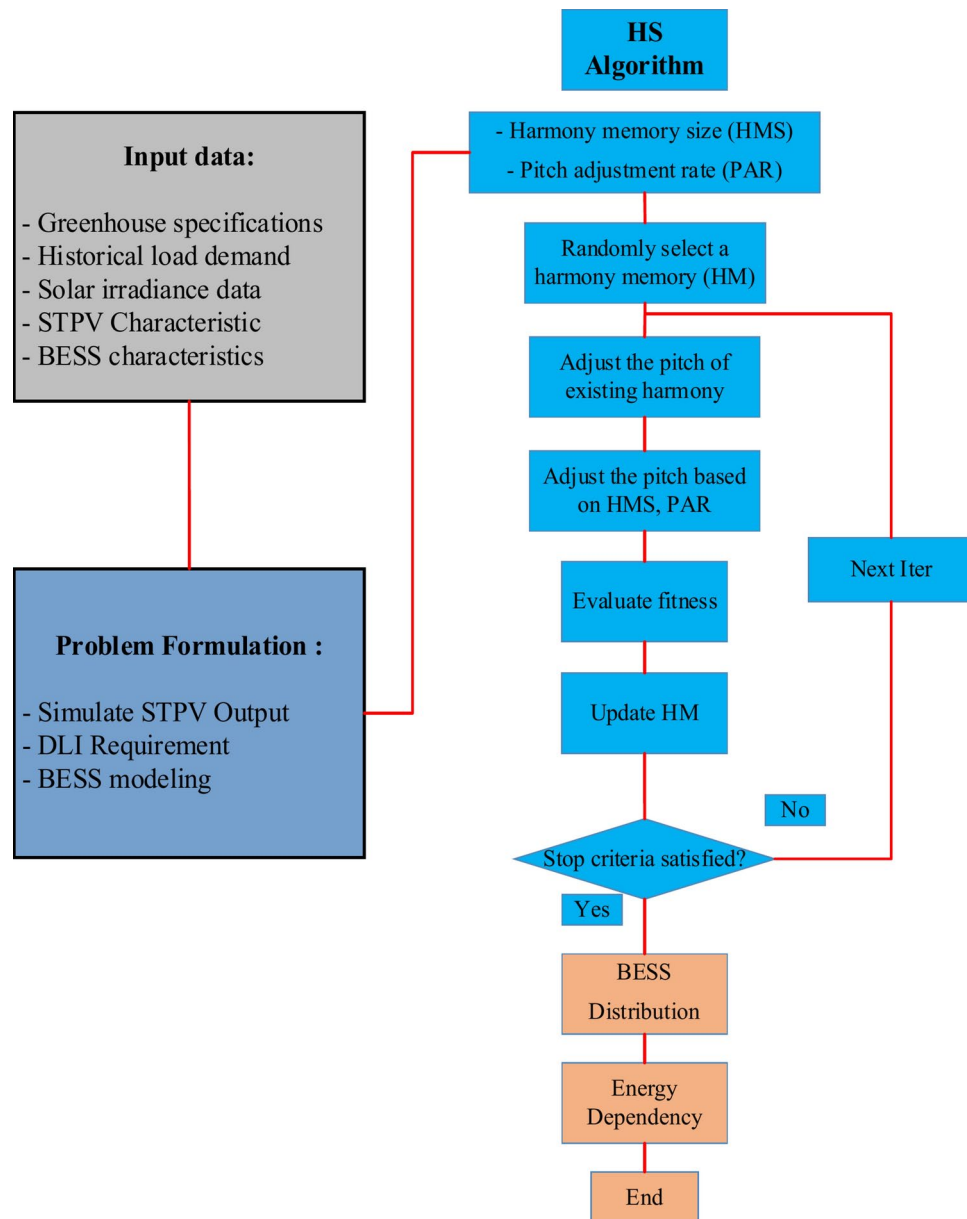 HS
Algorithm
Input data:
- Greenhouse specifications
- Historical load demand
- Solar irradiance data
- STPV Characteristic
- BESS characteristics
Problem Formulation :
- Simulate STPV Output
- DLI Requirement
- BESS modeling
- Harmony memory size (HMS)
- Pitch adjustment rate (PAR)
Randomly select a
harmony memory (HM)
Adjust the pitch of
existing harmony
Adjust the pitch based
on HMS, PAR
Evaluate fitness
Update HM
Stop criteria satisfied?
No
Next Iter
Yes
BESS
Distribution
Energy
Dependency
End